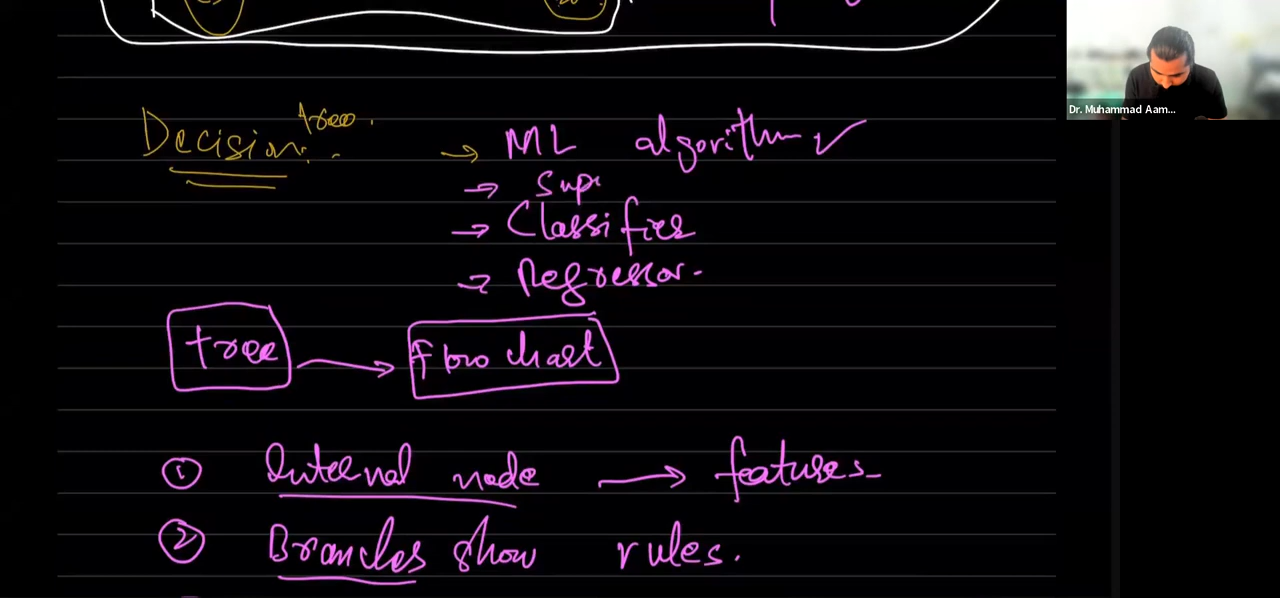 Decision tree.
→ ML algorithm ✓
→ Sup
→ Classifier
→ Regressor.
tree → flow chart
① Internal node → features
② Branches show rules.
Dr. Muhammad Aam...